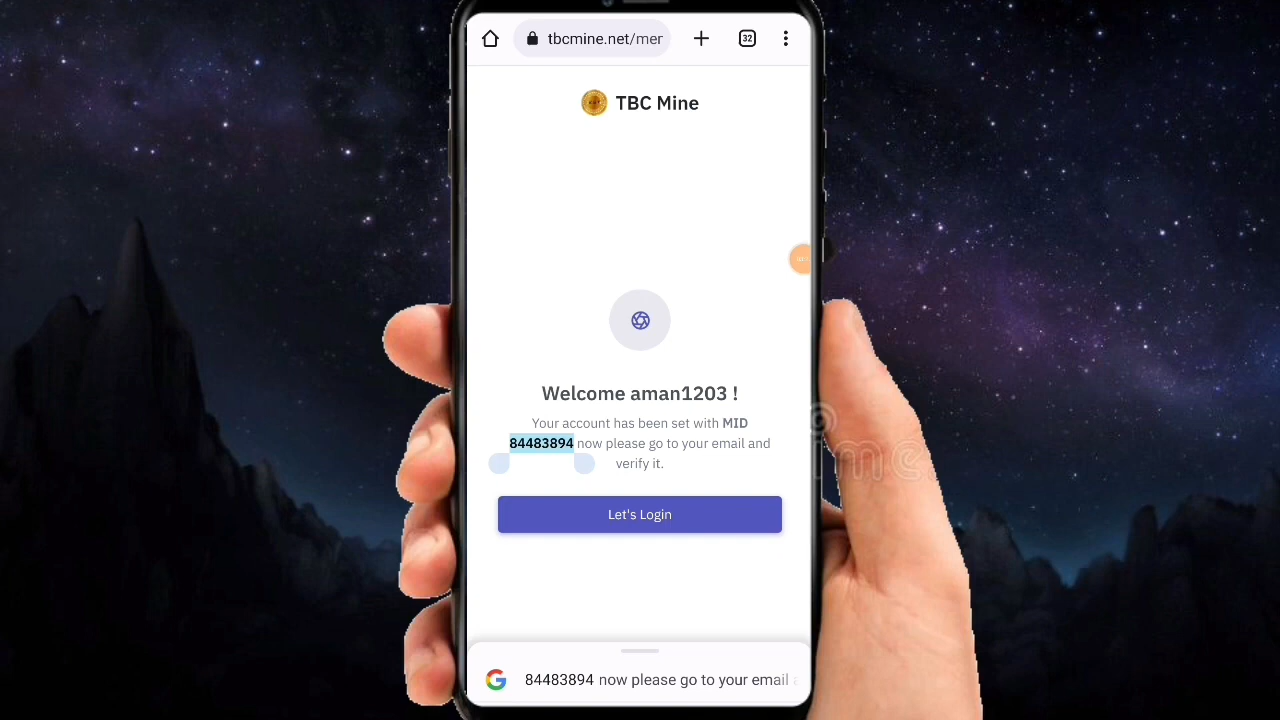 tbcmine.net/mer
32
TBC Mine
Welcome aman1203 !
Your account has been set with MID
84483894 now please go to your email and
verify it.
Let's Login
84483894 now please go to your email